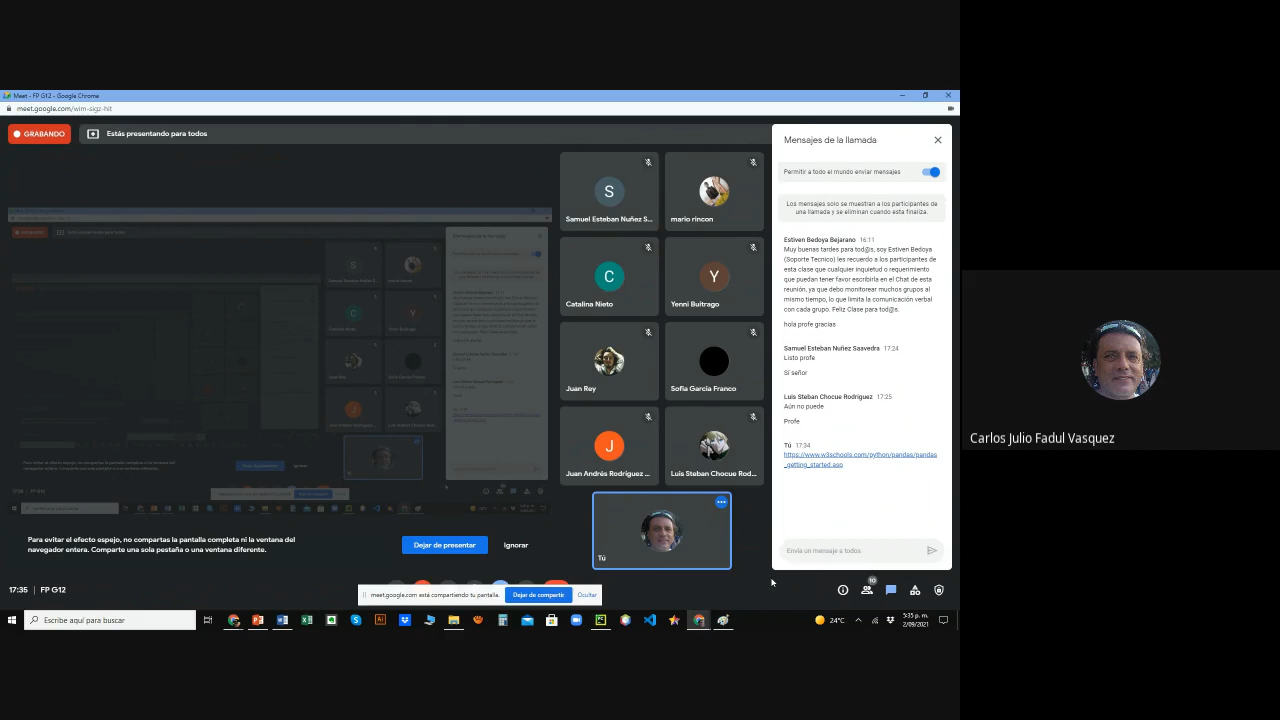 Meet - FP G12 - Google Chrome
meet.google.com/wim-sigz-hit
GRABANDO
Estás presentando para todos
Samuel Esteban Nuñez S...
mario rincon
Catalina Nieto
Yenni Buitrago
Juan Rey
Sofia Garcia Franco
Juan Andrés Rodríguez ...
Luis Steban Chocue Rod...
Tú
S
C
Y
J
Mensajes de la llamada
Permitir a todo el mundo enviar mensajes
Los mensajes solo se muestran a los participantes de
una llamada y se eliminan cuando esta finaliza.
Estiven Bedoya Bejarano 16:11
Muy buenas tardes para tod@s, soy Estiven Bedoya
(Soporte Tecnico) les recuerdo a los participantes de
esta clase que cualquier inquietud o requerimiento
que puedan tener favor escribirla en el Chat de esta
reunión, ya que debo monitorear muchos grupos al
mismo tiempo, lo que limita la comunicación verbal
con cada grupo. Feliz Clase para tod@s.
hola profe gracias
Samuel Esteban Nuñez Saavedra 17:24
Listo profe
Sí señor
Luis Steban Chocue Rodriguez 17:25
Aún no puede
Profe
Tú 17:34
https://www.w3schools.com/python/pandas/pandas
_getting_started.asp
Envía un mensaje a todos
Para evitar el efecto espejo, no compartas la pantalla completa ni la ventana del
navegador entera. Comparte una sola pestaña o una ventana diferente.
Dejar de presentar
Ignorar
17:35 | FP G12
10
meet.google.com está compartiendo tu pantalla.
Dejar de compartir
Ocultar
Escribe aquí para buscar
24°C
5:35 p. m.
2/09/2021
Carlos Julio Fadul Vasquez